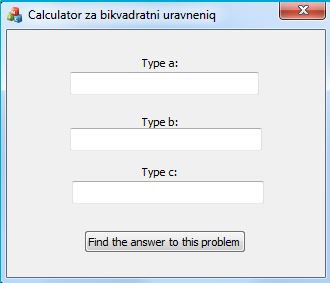 Calculator za bikvadratni uravneniq
Type a:
Type b:
Type c:
Find the answer to this problem